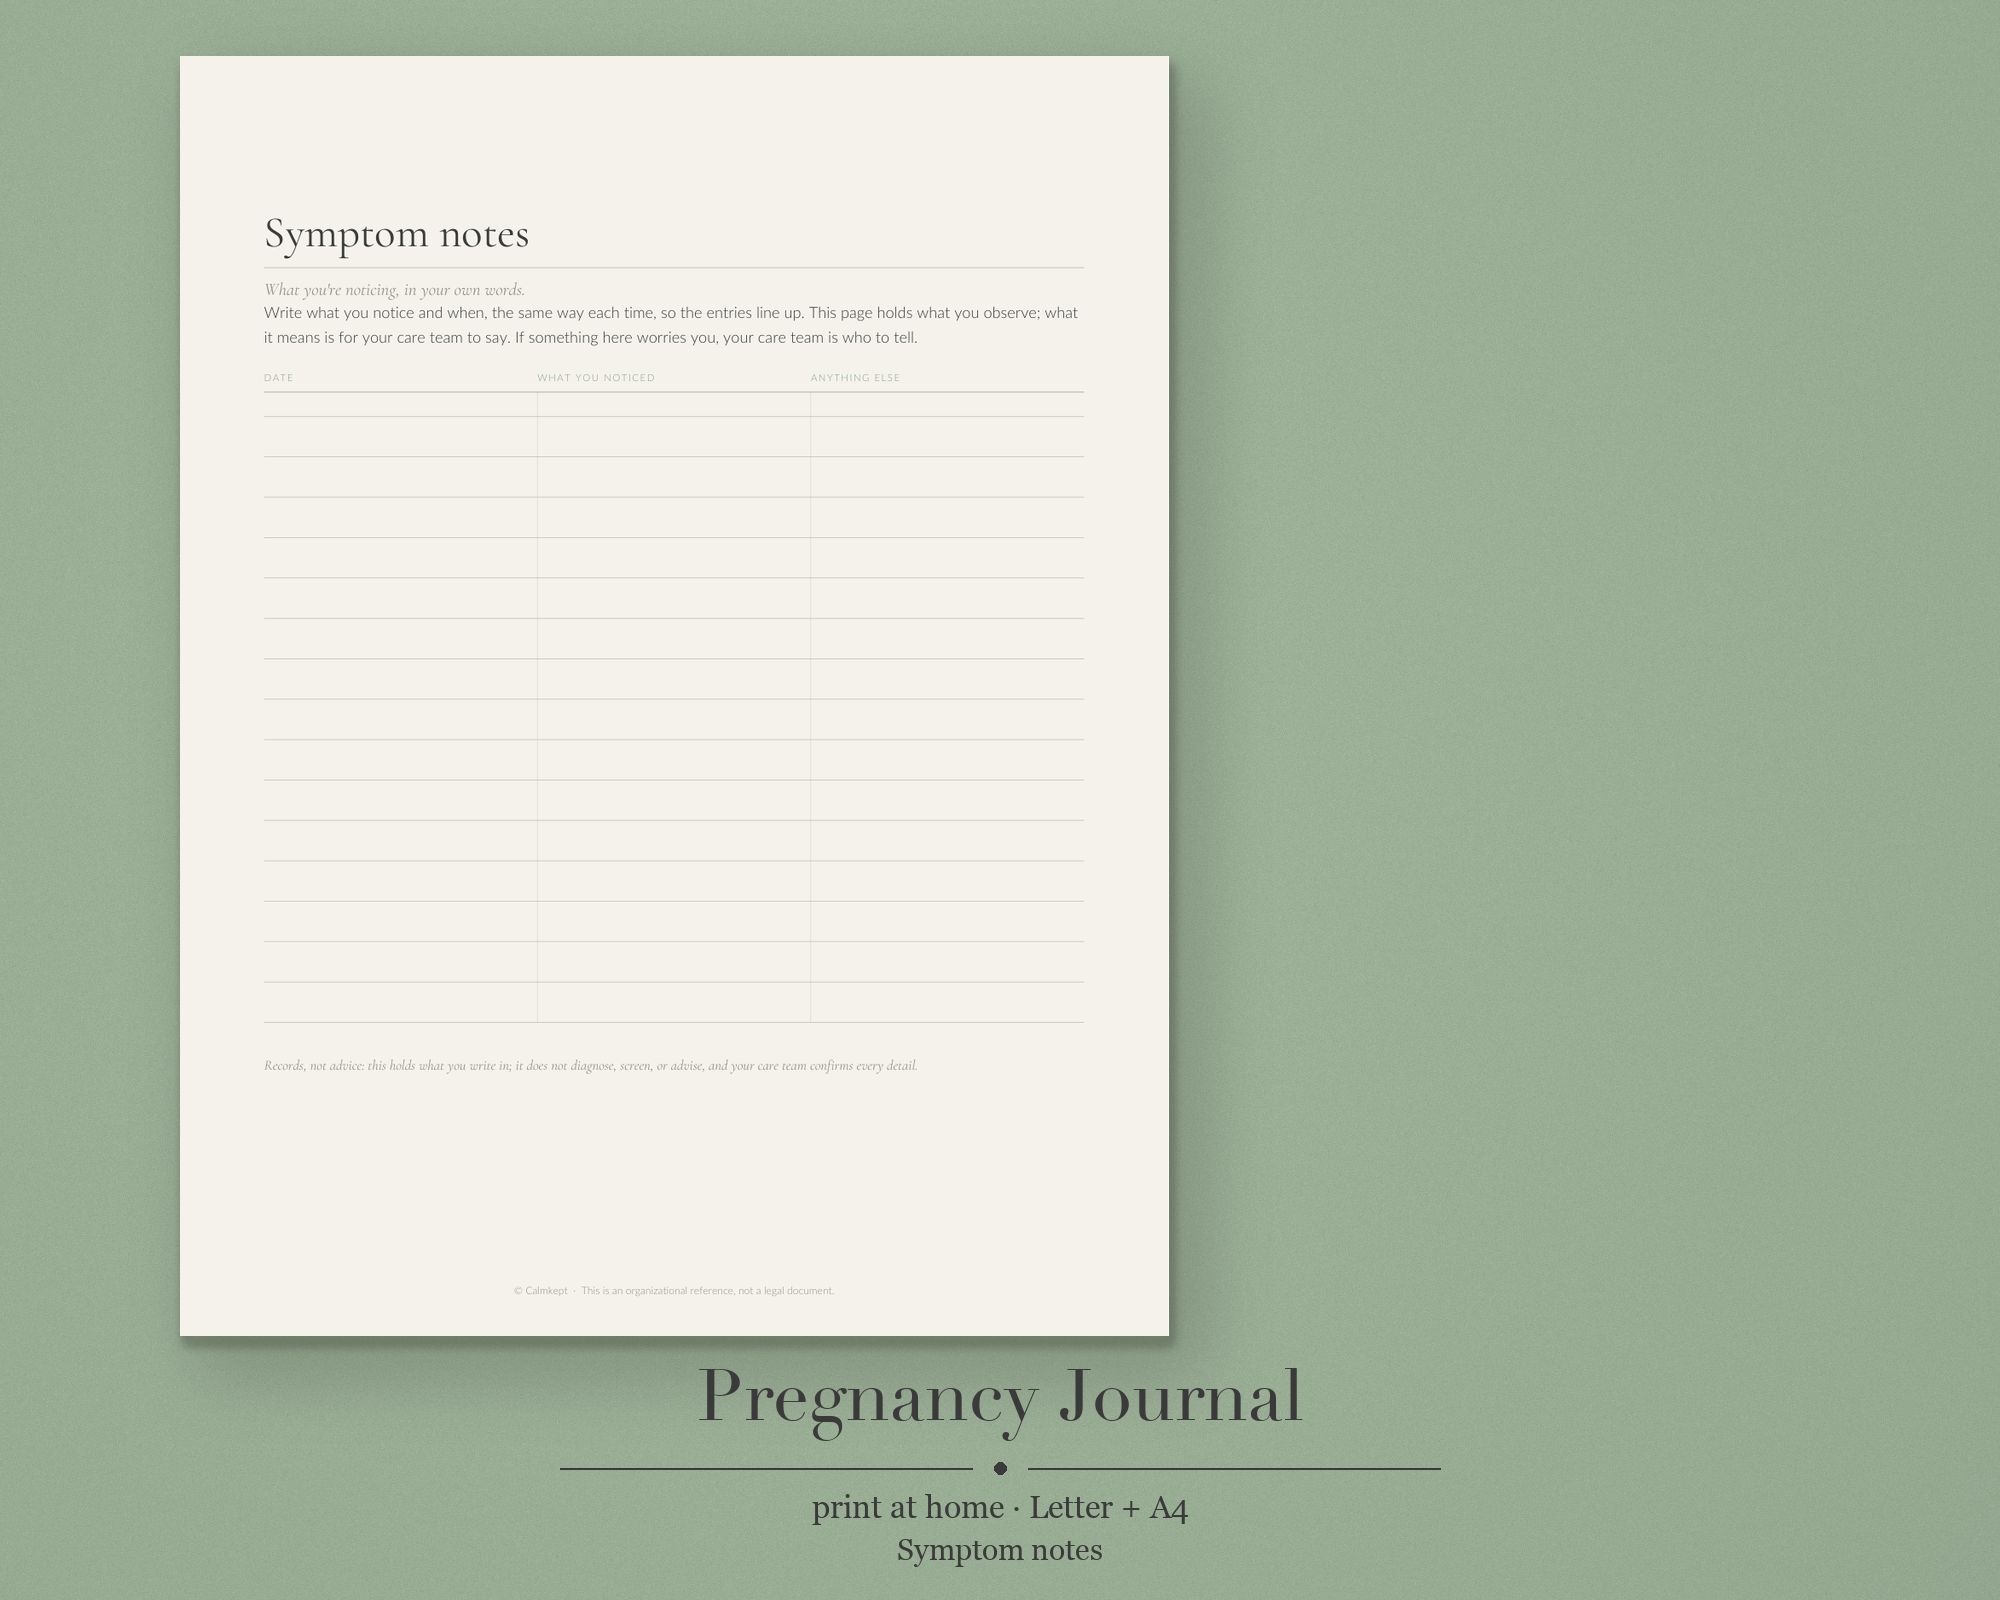 Symptom notes
What you're noticing, in your own words.
Write what you notice and when, the same way each time, so the entries line up. This page holds what you observe; what
it means is for your care team to say. If something here worries you, your care team is who to tell.
DATE WHAT YOU NOTICED ANYTHING ELSE
Records, not advice: this holds what you write in; it does not diagnose, screen, or advise, and your care team confirms every detail.
© Calmkept · This is an organizational reference, not a legal document.
Pregnancy Journal
print at home · Letter + A4
Symptom notes